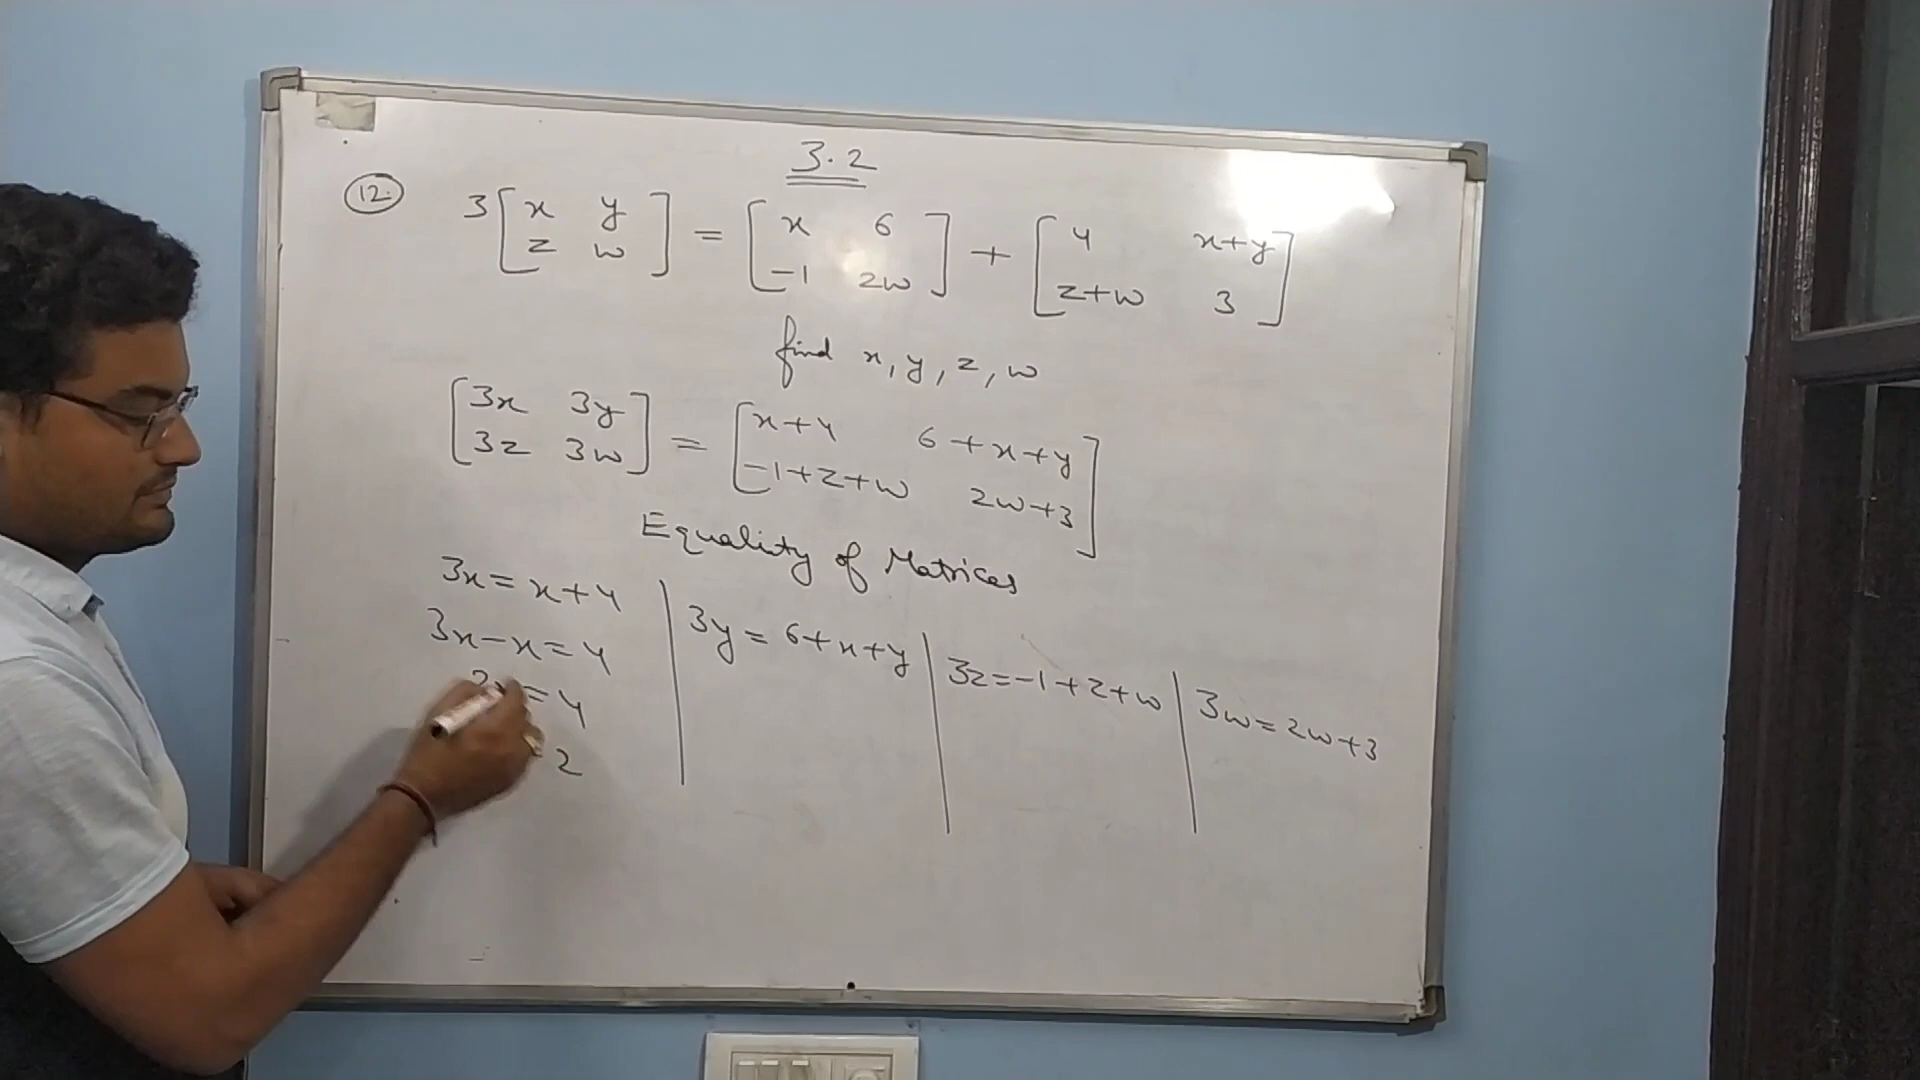 3.2
12. 3 [ x y ] = [ x 6 ] + [ 4 x+y ]
[ z w ] [ -1 2w ] [ z+w 3 ]
find x, y, z, w
[ 3x 3y ] = [ x+4 6+x+y ]
[ 3z 3w ] [ -1+z+w 2w+3 ]
Equality of Matrices
3x = x+4
3x-x = 4
= 4
= 2
3y = 6+x+y
3z = -1+z+w
3w = 2w+3